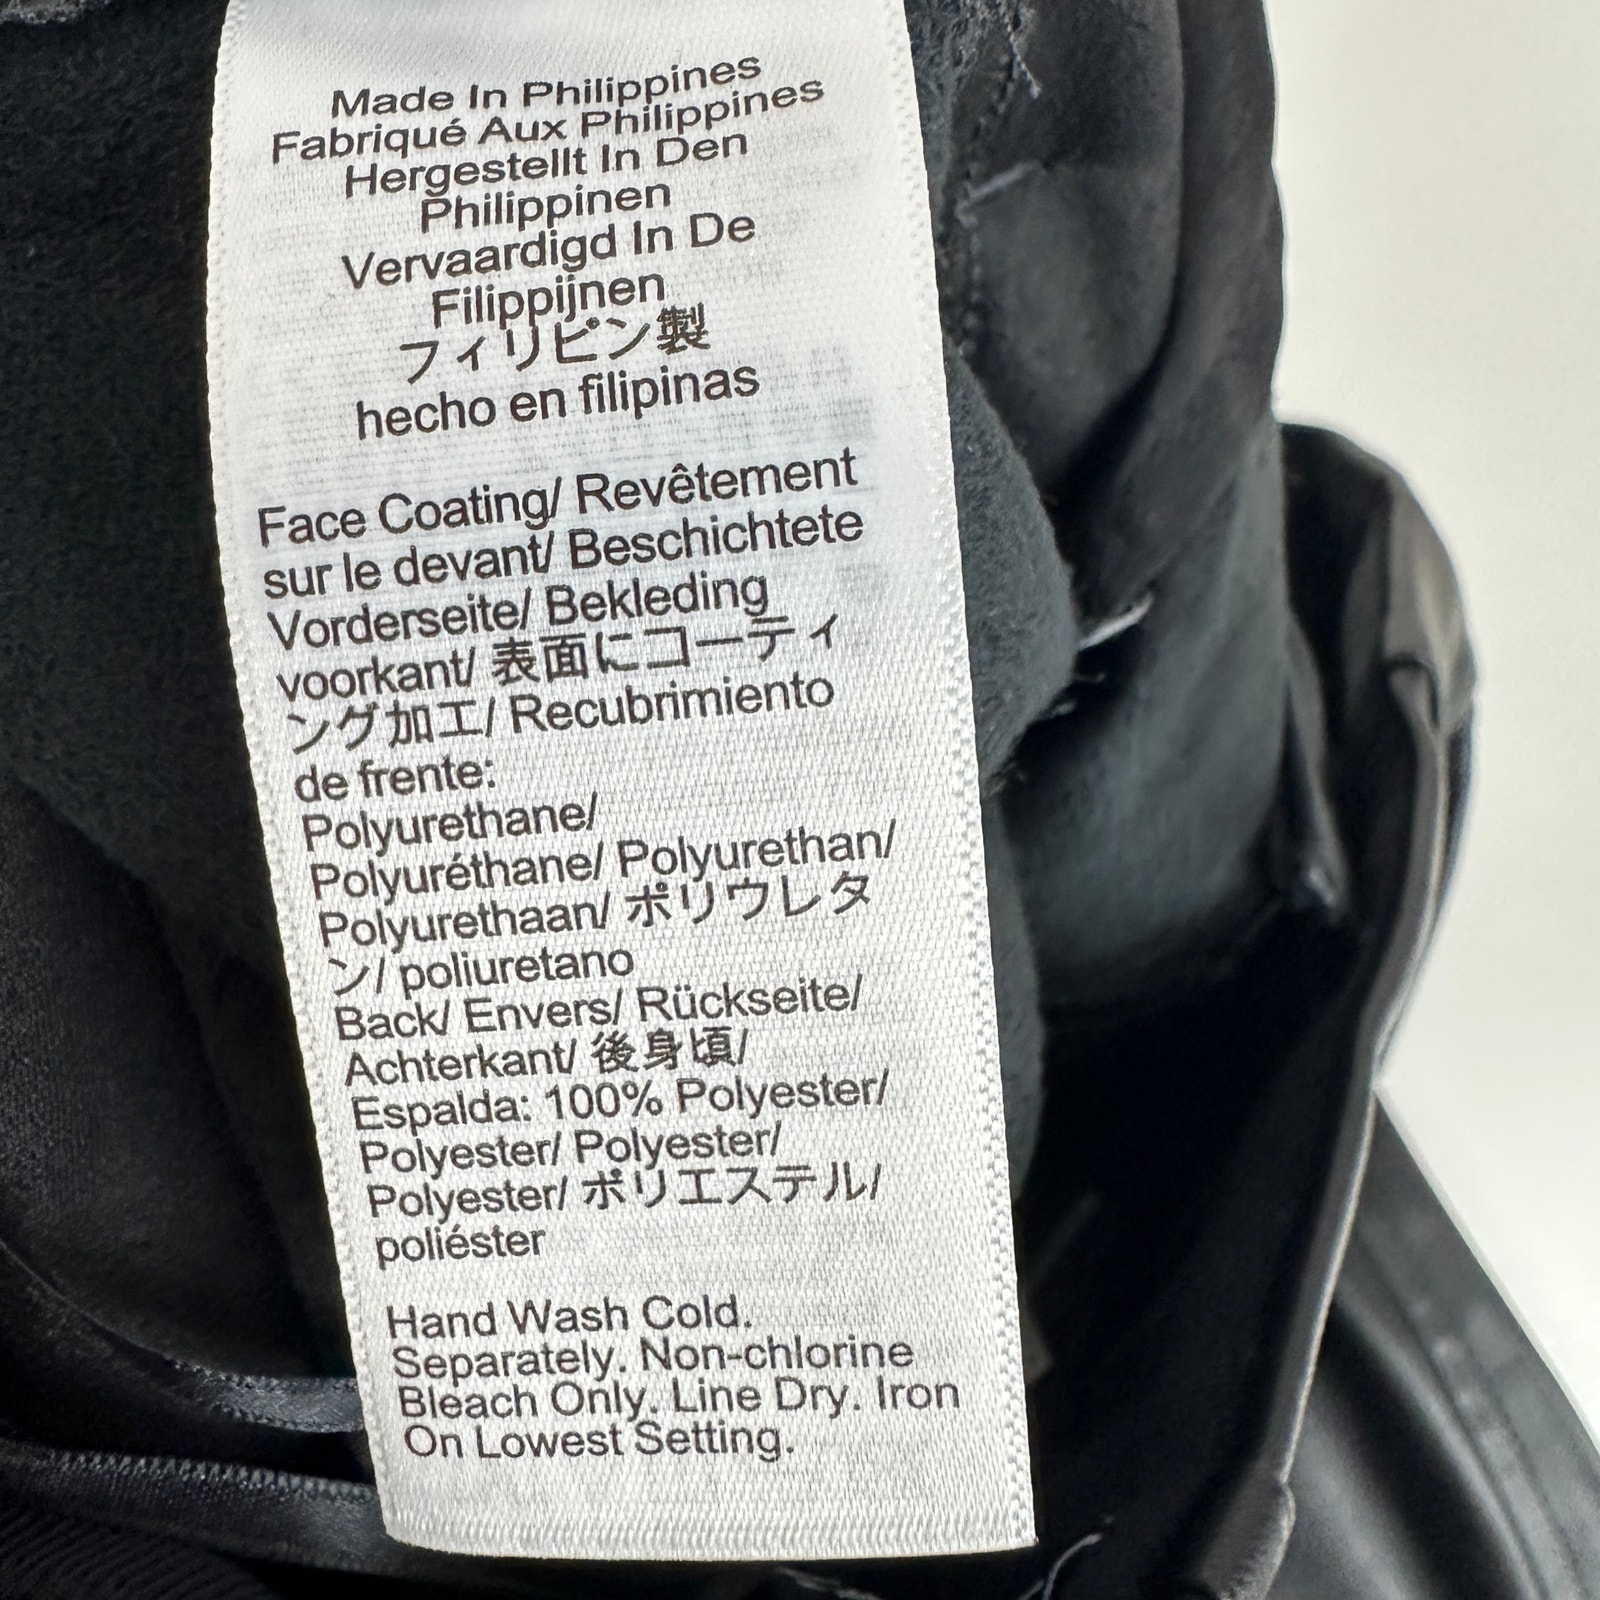 Made In Philippines
Fabriqué Aux Philippines
Hergestellt In Den
Philippinen
Vervaardigd In De
Filippijnen
フィリピン製
hecho en filipinas
Face Coating/ Revêtement
sur le devant/ Beschichtete
Vorderseite/ Bekleding
voorkant/ 表面にコーティ
ング加工/ Recubrimiento
de frente:
Polyurethane/
Polyuréthane/ Polyurethan/
Polyurethaan/ ポリウレタ
ン/ poliuretano
Back/ Envers/ Rückseite/
Achterkant/ 後身頃/
Espalda: 100% Polyester/
Polyester/ Polyester/
Polyester/ ポリエステル/
poliéster
Hand Wash Cold.
Separately. Non-chlorine
Bleach Only. Line Dry. Iron
On Lowest Setting.